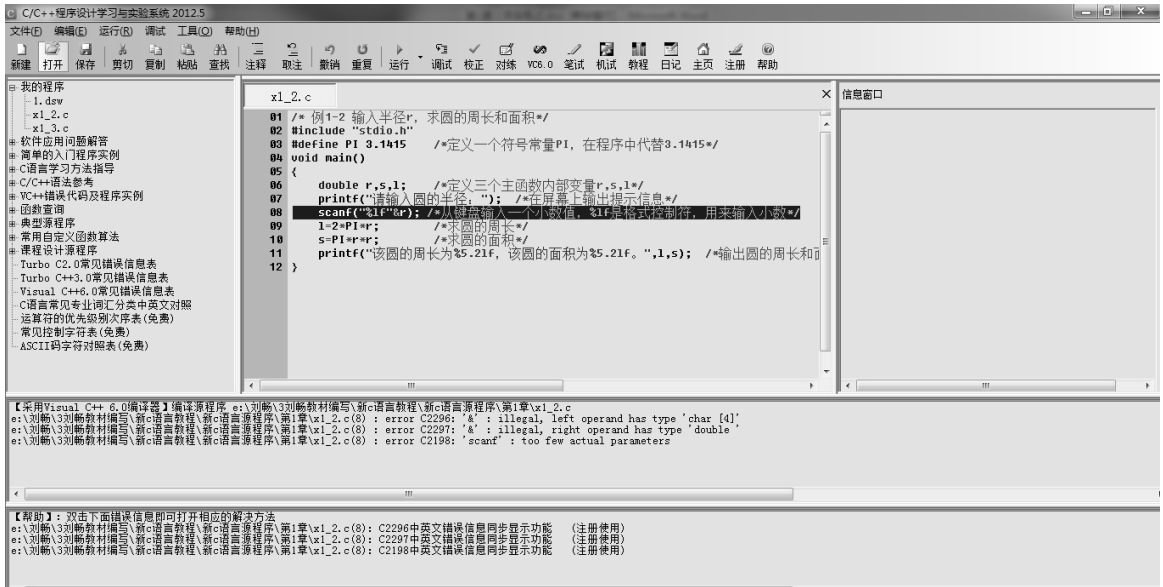 C/C++程序设计学习与实验系统 2012.5
文件(F) 编辑(E) 运行(R) 调试 工具(O) 帮助(H)
新建 打开 保存 剪切 复制 粘贴 查找 注释 取注 撤销 重复 运行 调试 校正 对练 VC6.0 笔试 机试 教程 日记 主页 注册 帮助
我的程序
1.dsw
x1_2.c
x1_3.c
软件应用问题解答
简单的入门程序实例
C语言学习方法指导
C/C++语法参考
VC++错误代码及程序实例
函数查询
典型源程序
常用自定义函数算法
课程设计源程序
Turbo C2.0常见错误信息表
Turbo C++3.0常见错误信息表
Visual C++6.0常见错误信息表
C语言常见专业词汇分类中英文对照
运算符的优先级别次序表(免费)
常见控制字符表(免费)
ASCII码字符对照表(免费)
x1_2.c
01 /* 例1-2 输入半径r，求圆的周长和面积*/
02 #include "stdio.h"
03 #define PI 3.1415 /*定义一个符号常量PI，在程序中代替3.1415*/
04 void main()
05 {
06 double r,s,l; /*定义三个主函数内部变量r,s,l*/
07 printf("请输入圆的半径："); /*在屏幕上输出提示信息*/
08 scanf("%lf"&r); /*从键盘输入一个小数值，%lf是格式控制符，用来输入小数*/
09 l=2*PI*r; /*求圆的周长*/
10 s=PI*r*r; /*求圆的面积*/
11 printf("该圆的周长为%5.2lf，该圆的面积为%5.2lf。",l,s); /*输出圆的周长和
12 }
信息窗口
【采用Visual C++ 6.0编译器】编译源程序 e:\刘畅\3刘畅教材编写\新c语言教程\新c语言源程序\第1章\x1_2.c
e:\刘畅\3刘畅教材编写\新c语言教程\新c语言源程序\第1章\x1_2.c(8) : error C2296: '&' : illegal, left operand has type 'char [4]'
e:\刘畅\3刘畅教材编写\新c语言教程\新c语言源程序\第1章\x1_2.c(8) : error C2297: '&' : illegal, right operand has type 'double '
e:\刘畅\3刘畅教材编写\新c语言教程\新c语言源程序\第1章\x1_2.c(8) : error C2198: 'scanf' : too few actual parameters
【帮助】：双击下面错误信息即可打开相应的解决方法
e:\刘畅\3刘畅教材编写\新c语言教程\新c语言源程序\第1章\x1_2.c(8): C2296中英文错误信息同步显示功能 (注册使用)
e:\刘畅\3刘畅教材编写\新c语言教程\新c语言源程序\第1章\x1_2.c(8): C2297中英文错误信息同步显示功能 (注册使用)
e:\刘畅\3刘畅教材编写\新c语言教程\新c语言源程序\第1章\x1_2.c(8): C2198中英文错误信息同步显示功能 (注册使用)